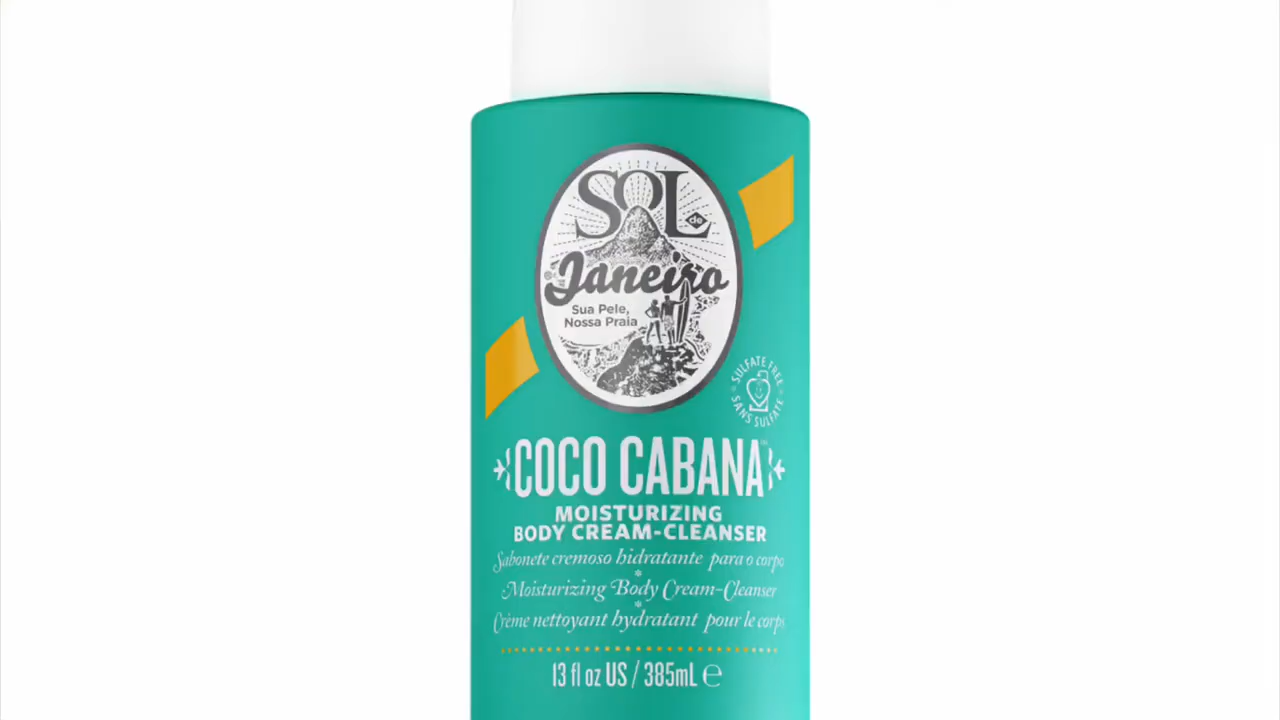 SOL
de
Janeiro
Sua Pele,
Nossa Praia
SULFATE FREE
SANS SULFATE
COCO CABANA
MOISTURIZING
BODY CREAM-CLEANSER
Sabonete cremoso hidratante para o corpo
*
Moisturizing Body Cream-Cleanser
*
Crème nettoyant hydratant pour le corps
13 fl oz US / 385mL ℮